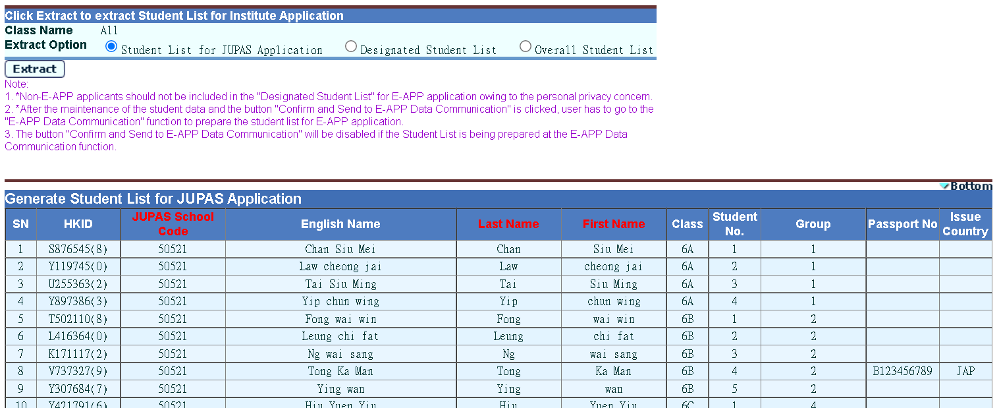 Click Extract to extract Student List for Institute Application
Class Name All
Extract Option Student List for JUPAS Application Designated Student List Overall Student List
Extract
Note:
1. *Non-E-APP applicants should not be included in the "Designated Student List" for E-APP application owing to the personal privacy concern.
2. *After the maintenance of the student data and the button "Confirm and Send to E-APP Data Communication" is clicked, user has to go to the
"E-APP Data Communication" function to prepare the student list for E-APP application.
3. The button "Confirm and Send to E-APP Data Communication" will be disabled if the Student List is being prepared at the E-APP Data
Communication function.
Bottom
Generate Student List for JUPAS Application
SN HKID JUPAS School Code English Name Last Name First Name Class Student No. Group Passport No Issue Country
1 S876545(8) 50521 Chan Siu Mei Chan Siu Mei 6A 1 1
2 Y119745(0) 50521 Law cheong jai Law cheong jai 6A 2 1
3 U255363(2) 50521 Tai Siu Ming Tai Siu Ming 6A 3 1
4 Y897386(3) 50521 Yip chun wing Yip chun wing 6A 4 1
5 T502110(8) 50521 Fong wai win Fong wai win 6B 1 2
6 L416364(0) 50521 Leung chi fat Leung chi fat 6B 2 2
7 K171117(2) 50521 Ng wai sang Ng wai sang 6B 3 2
8 V737327(9) 50521 Tong Ka Man Tong Ka Man 6B 4 2 B123456789 JAP
9 Y307684(7) 50521 Ying wan Ying wan 6B 5 2
10 Y421791(6) 50521 Hiu Yuen Yiu Hiu Yuen Yiu 6C 1 4